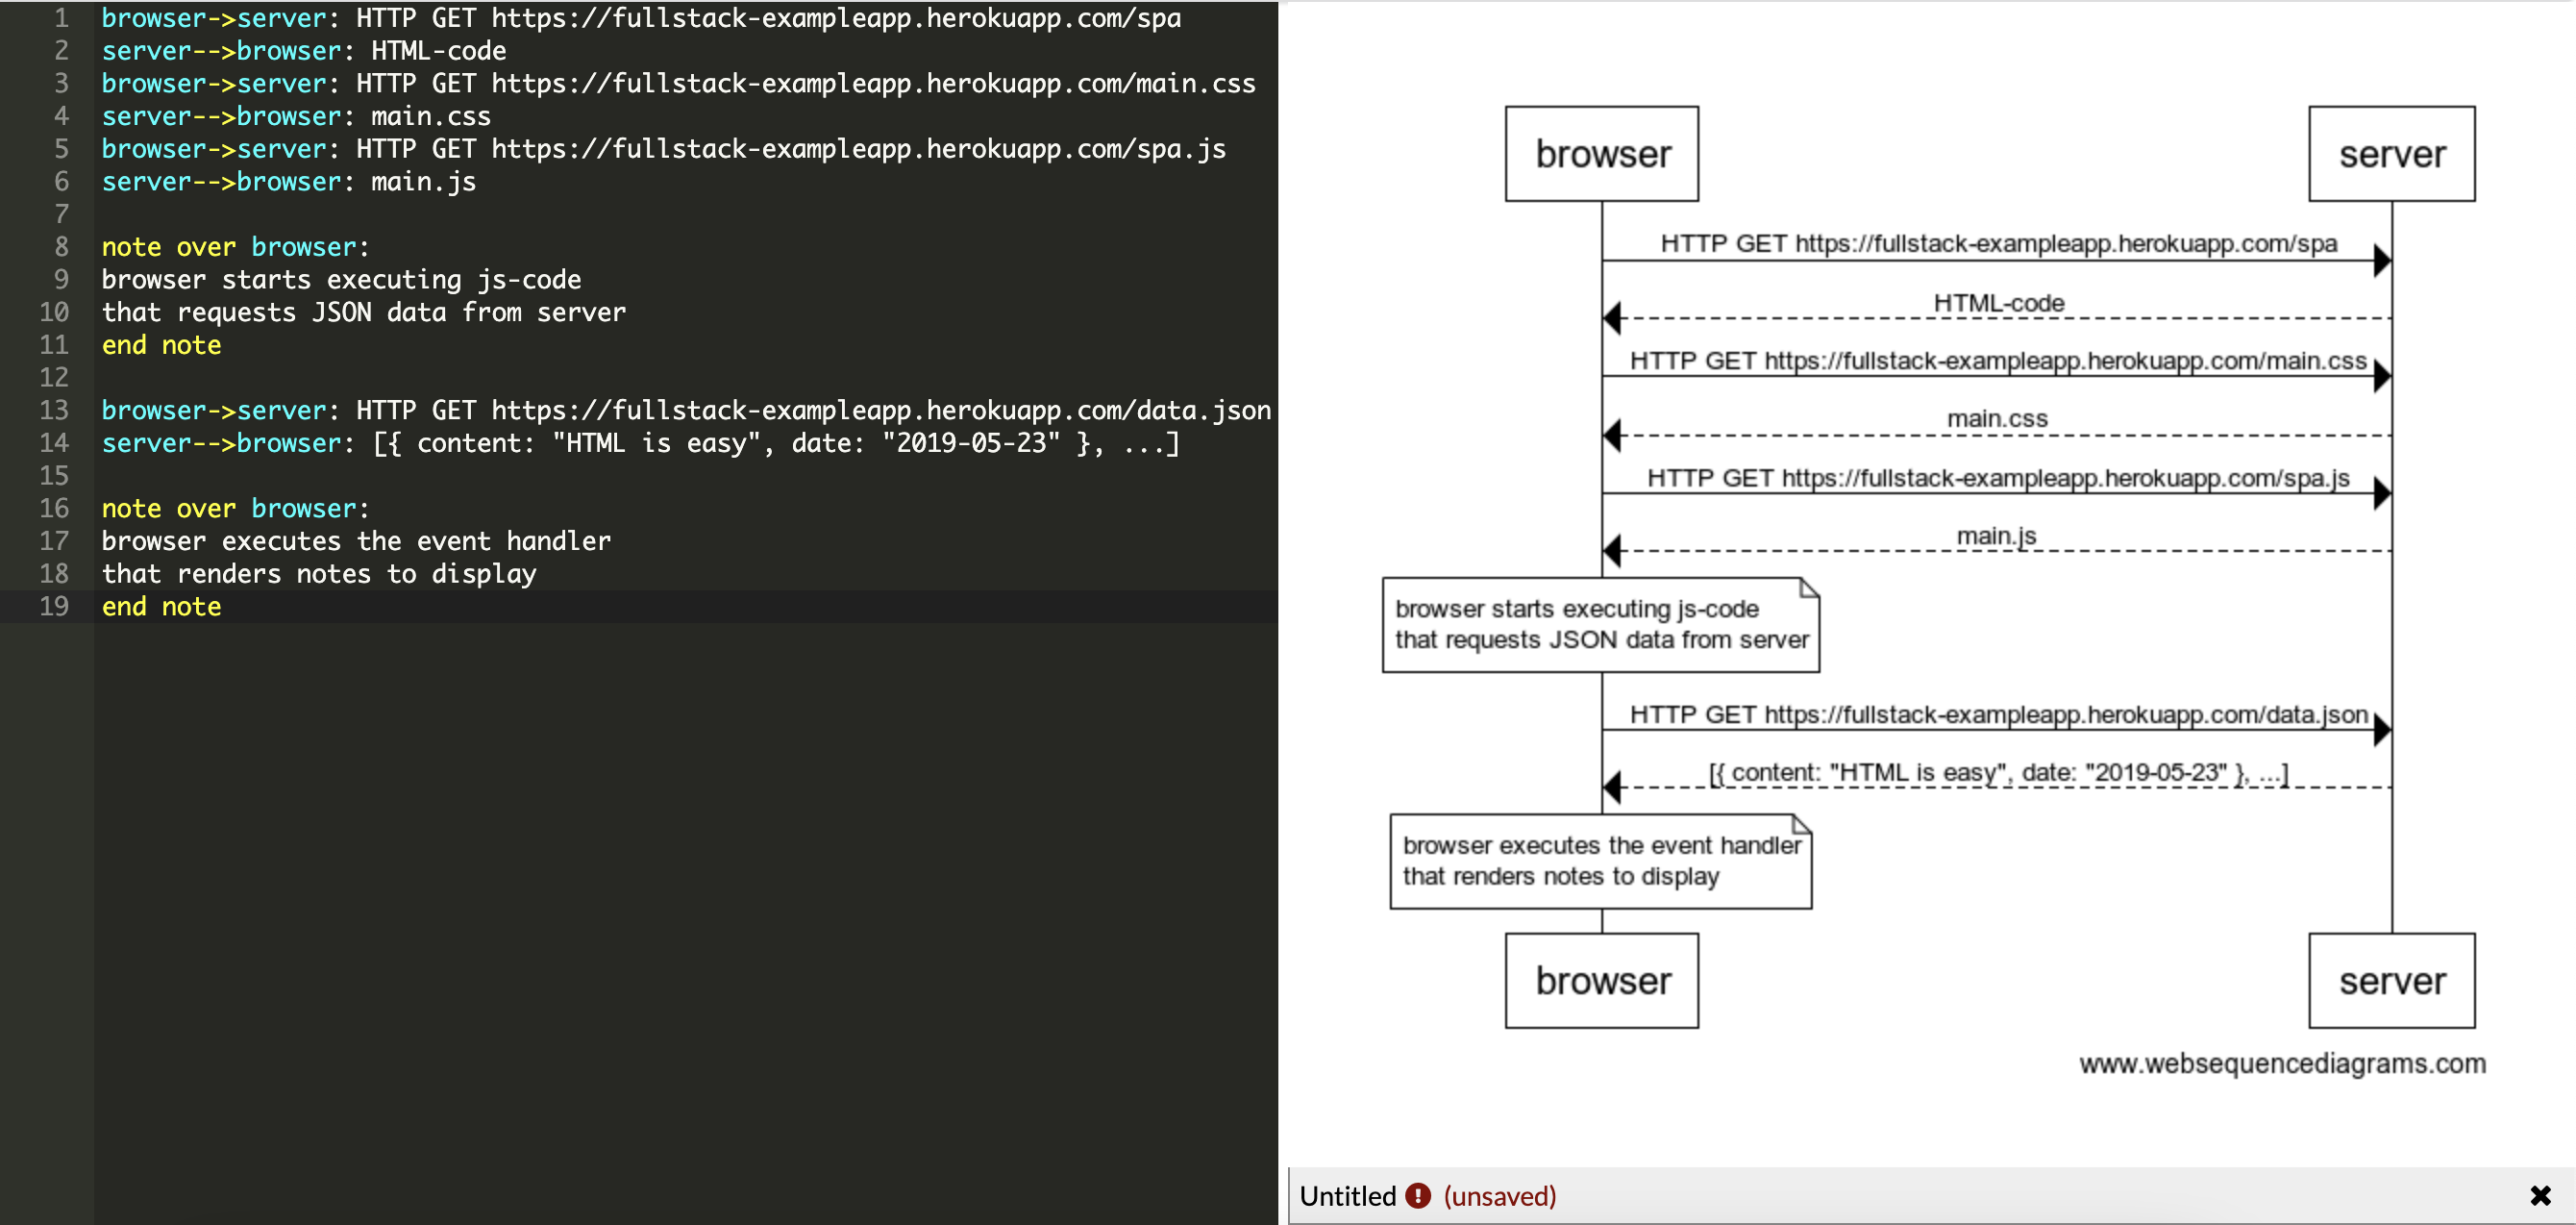 1 browser->server: HTTP GET https://fullstack-exampleapp.herokuapp.com/spa
2 server-->browser: HTML-code
3 browser->server: HTTP GET https://fullstack-exampleapp.herokuapp.com/main.css
4 server-->browser: main.css
5 browser->server: HTTP GET https://fullstack-exampleapp.herokuapp.com/spa.js
6 server-->browser: main.js
7
8 note over browser:
9 browser starts executing js-code
10 that requests JSON data from server
11 end note
12
13 browser->server: HTTP GET https://fullstack-exampleapp.herokuapp.com/data.json
14 server-->browser: [{ content: "HTML is easy", date: "2019-05-23" }, ...]
15
16 note over browser:
17 browser executes the event handler
18 that renders notes to display
19 end note
browser server
HTTP GET https://fullstack-exampleapp.herokuapp.com/spa
HTML-code
HTTP GET https://fullstack-exampleapp.herokuapp.com/main.css
main.css
HTTP GET https://fullstack-exampleapp.herokuapp.com/spa.js
main.js
browser starts executing js-code
that requests JSON data from server
HTTP GET https://fullstack-exampleapp.herokuapp.com/data.json
[{ content: "HTML is easy", date: "2019-05-23" }, ...]
browser executes the event handler
that renders notes to display
browser server
www.websequencediagrams.com
Untitled (unsaved)